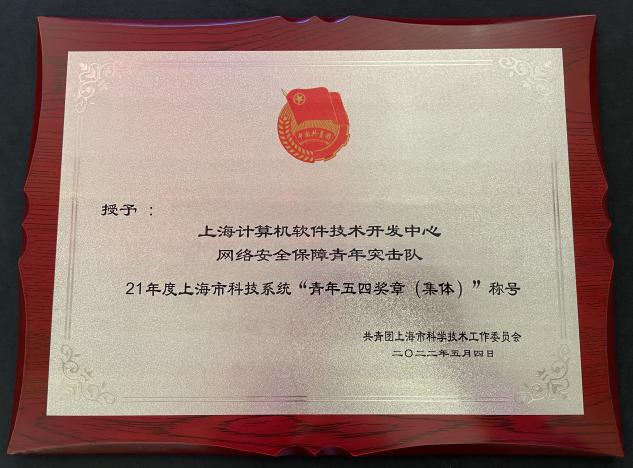 中国共青团
授予：
上海计算机软件技术开发中心
网络安全保障青年突击队
21年度上海市科技系统“青年五四奖章（集体）”称号
共青团上海市科学技术工作委员会
二〇二二年五月四日